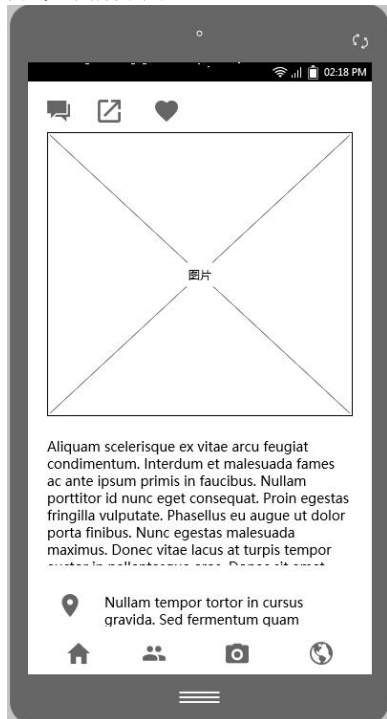 02:18 PM
图片
Aliquam scelerisque ex vitae arcu feugiat
condimentum. Interdum et malesuada fames
ac ante ipsum primis in faucibus. Nullam
porttitor id nunc eget consequat. Proin egestas
fringilla vulputate. Phasellus eu augue ut dolor
porta finibus. Nunc egestas malesuada
maximus. Donec vitae lacus at turpis tempor
Nullam tempor tortor in cursus
gravida. Sed fermentum quam